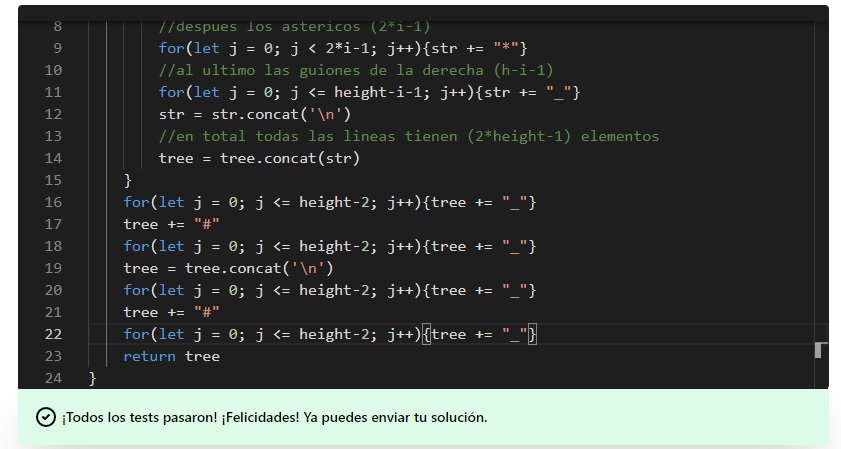 8 //despues los astericos (2*i-1)
9 for(let j = 0; j < 2*i-1; j++){str += "*"}
10 //al ultimo las guiones de la derecha (h-i-1)
11 for(let j = 0; j <= height-i-1; j++){str += "_"}
12 str = str.concat('\n')
13 //en total todas las lineas tienen (2*height-1) elementos
14 tree = tree.concat(str)
15 }
16 for(let j = 0; j <= height-2; j++){tree += "_"}
17 tree += "#"
18 for(let j = 0; j <= height-2; j++){tree += "_"}
19 tree = tree.concat('\n')
20 for(let j = 0; j <= height-2; j++){tree += "_"}
21 tree += "#"
22 for(let j = 0; j <= height-2; j++){tree += "_"}
23 return tree
24 }
¡Todos los tests pasaron! ¡Felicidades! Ya puedes enviar tu solución.